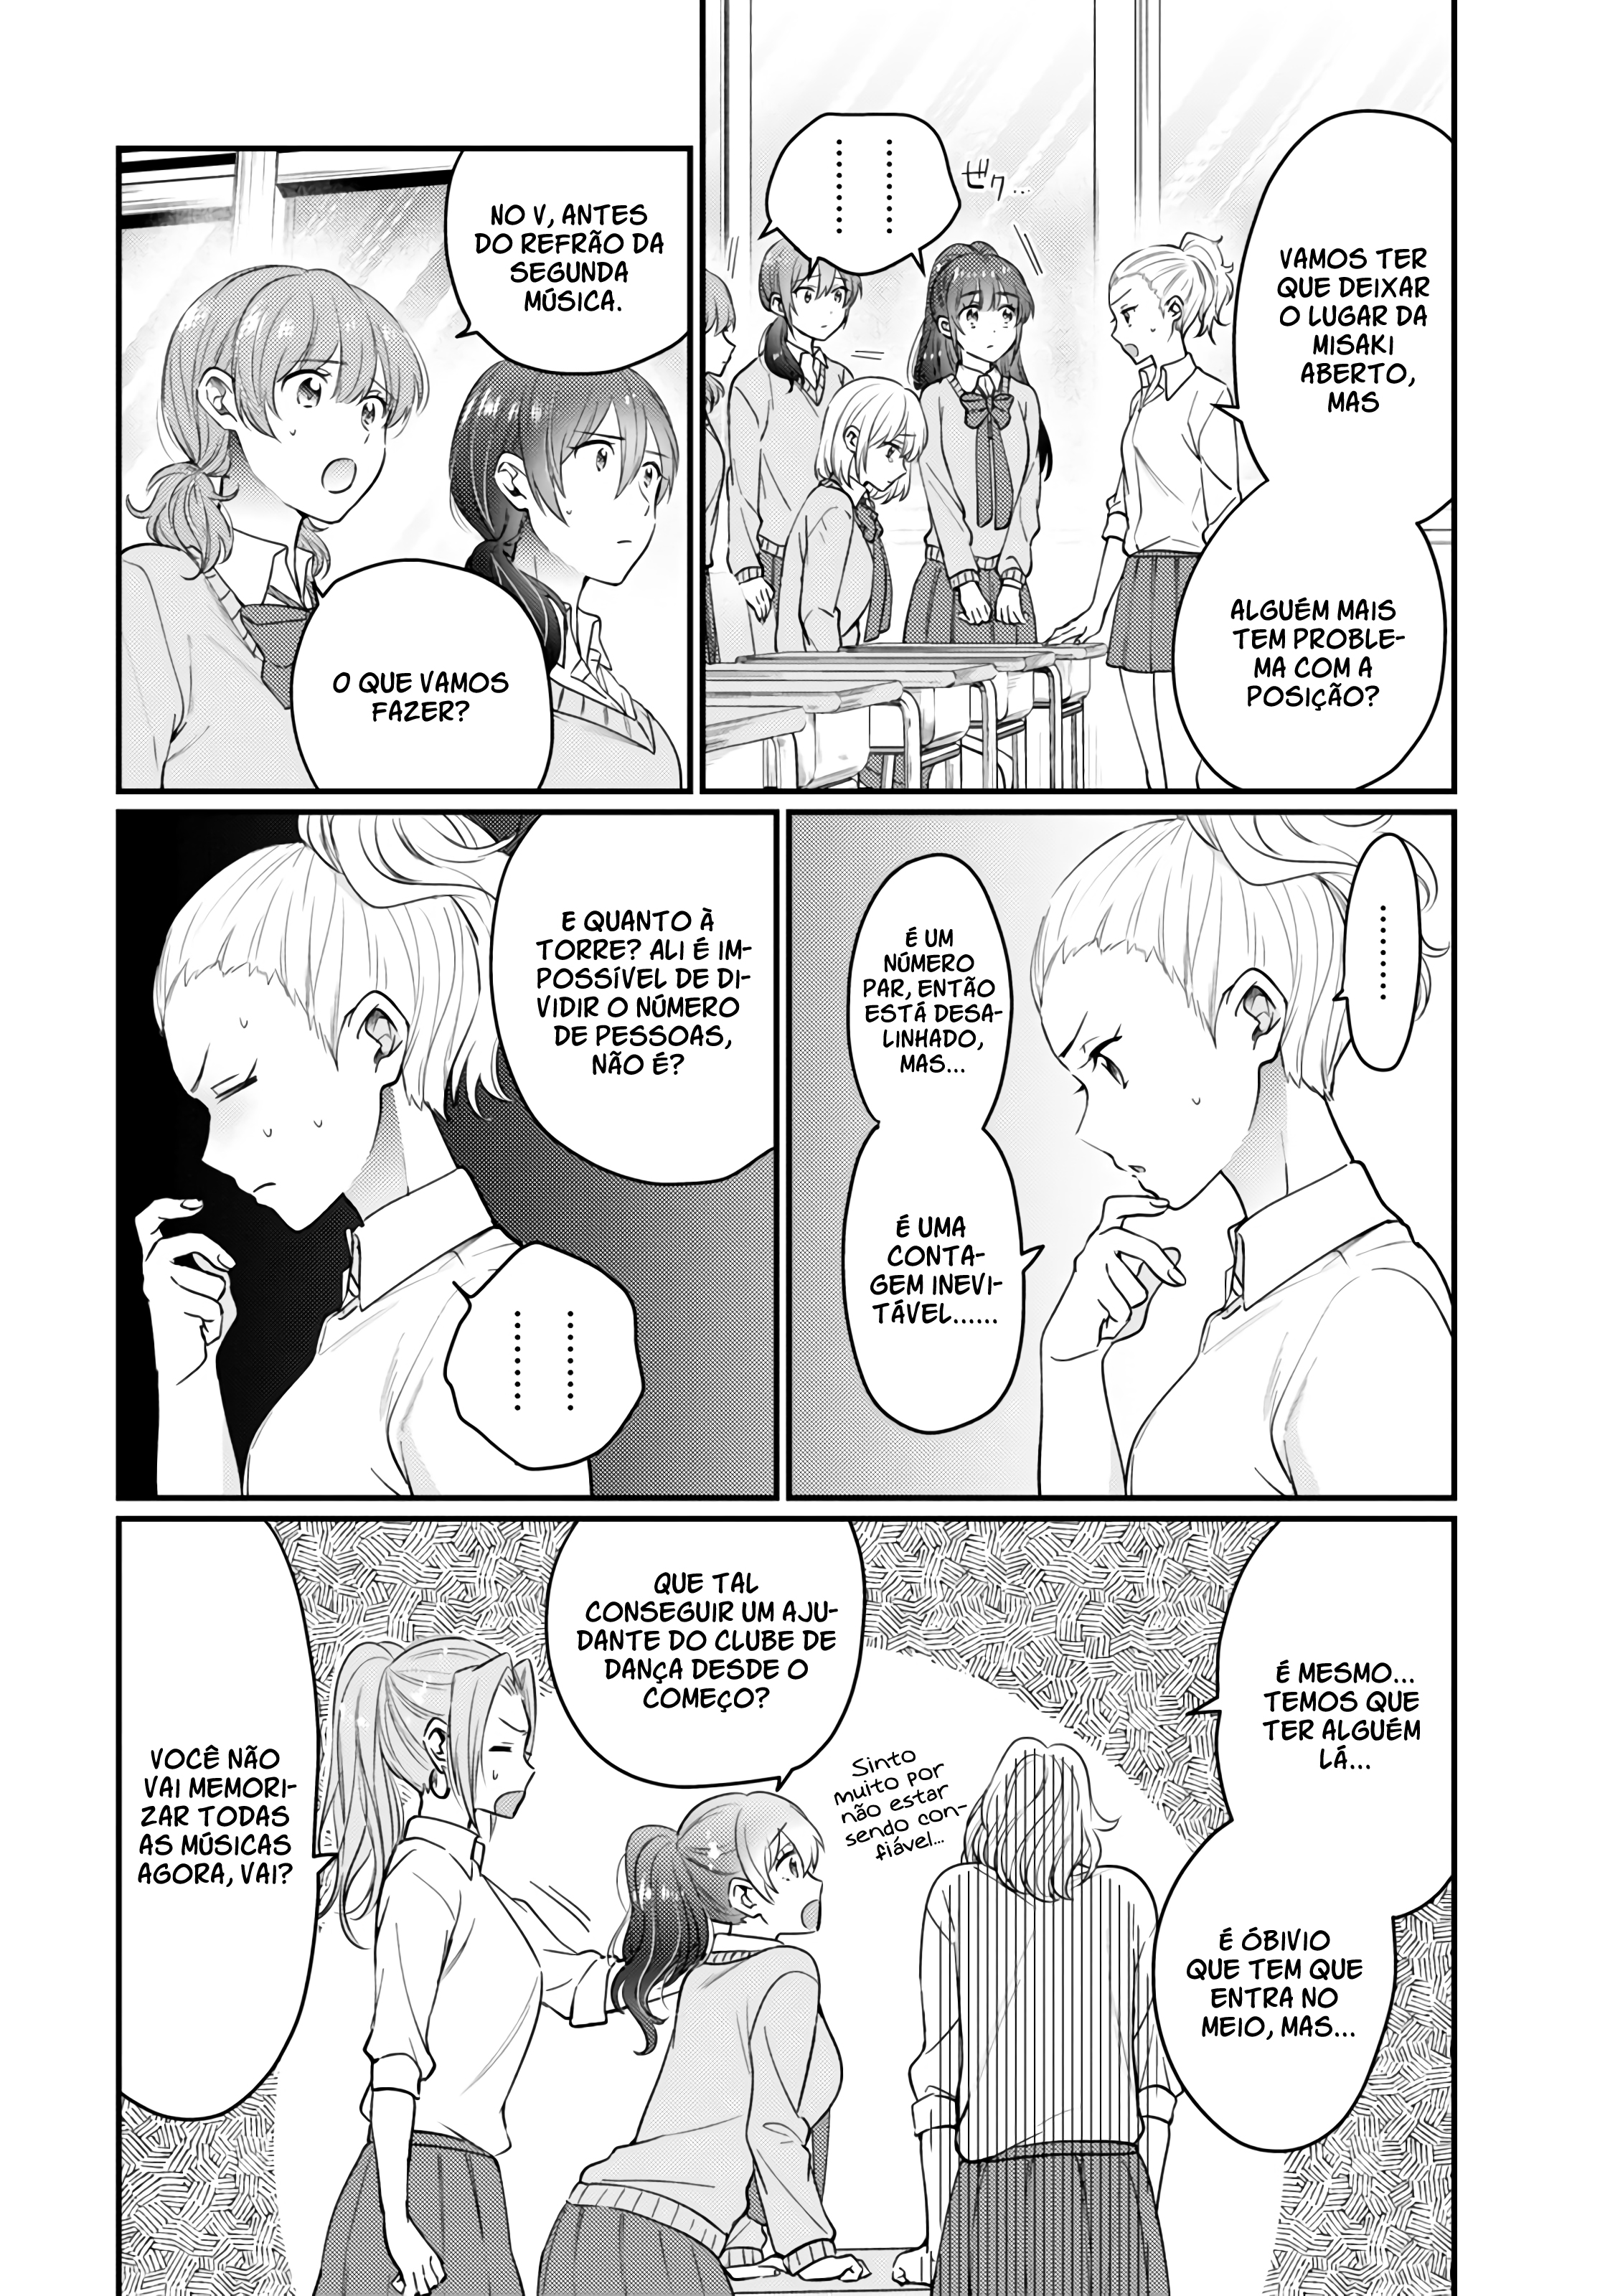 VAMOS TER
QUE DEIXAR
O LUGAR DA
MISAKI
ABERTO,
MAS
ALGUÉM MAIS
TEM PROBLE-
MA COM A
POSIÇÃO?
ビク…
⋯⋯⋯
⋯⋯⋯
NO V, ANTES
DO REFRÃO DA
SEGUNDA
MÚSICA.
O QUE VAMOS
FAZER?
⋯⋯⋯
É UM
NÚMERO
PAR, ENTÃO
ESTÁ DESA-
LINHADO,
MAS...
É UMA
CONTA-
GEM INEVI-
TÁVEL......
E QUANTO À
TORRE? ALI É IM-
POSSÍVEL DE DI-
VIDIR O NÚMERO
DE PESSOAS,
NÃO É?
⋯⋯⋯
⋯⋯⋯
É MESMO...
TEMOS QUE
TER ALGUÉM
LÁ...
É ÓBIVIO
QUE TEM QUE
ENTRA NO
MEIO, MAS...
Sinto
muito por
não estar
sendo con-
fiável...
QUE TAL
CONSEGUIR UM AJU-
DANTE DO CLUBE DE
DANÇA DESDE O
COMEÇO?
VOCÊ NÃO
VAI MEMORI-
ZAR TODAS
AS MÚSICAS
AGORA, VAI?